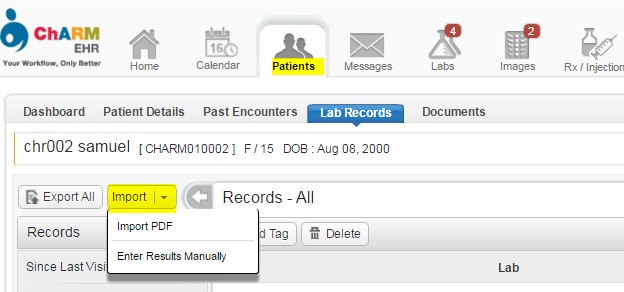 ChARM
EHR
Your Workflow, Only Better
Home
Calendar
16
Patients
Messages
4
Labs
2
Images
Rx / Injection
Dashboard
Patient Details
Past Encounters
Lab Records
Documents
chr002 samuel [ CHARM010002 ] F / 15 DOB : Aug 08, 2000
Export All
Import
Records - All
Import PDF
Enter Results Manually
Records
d Tag
Delete
Since Last Visi
Lab